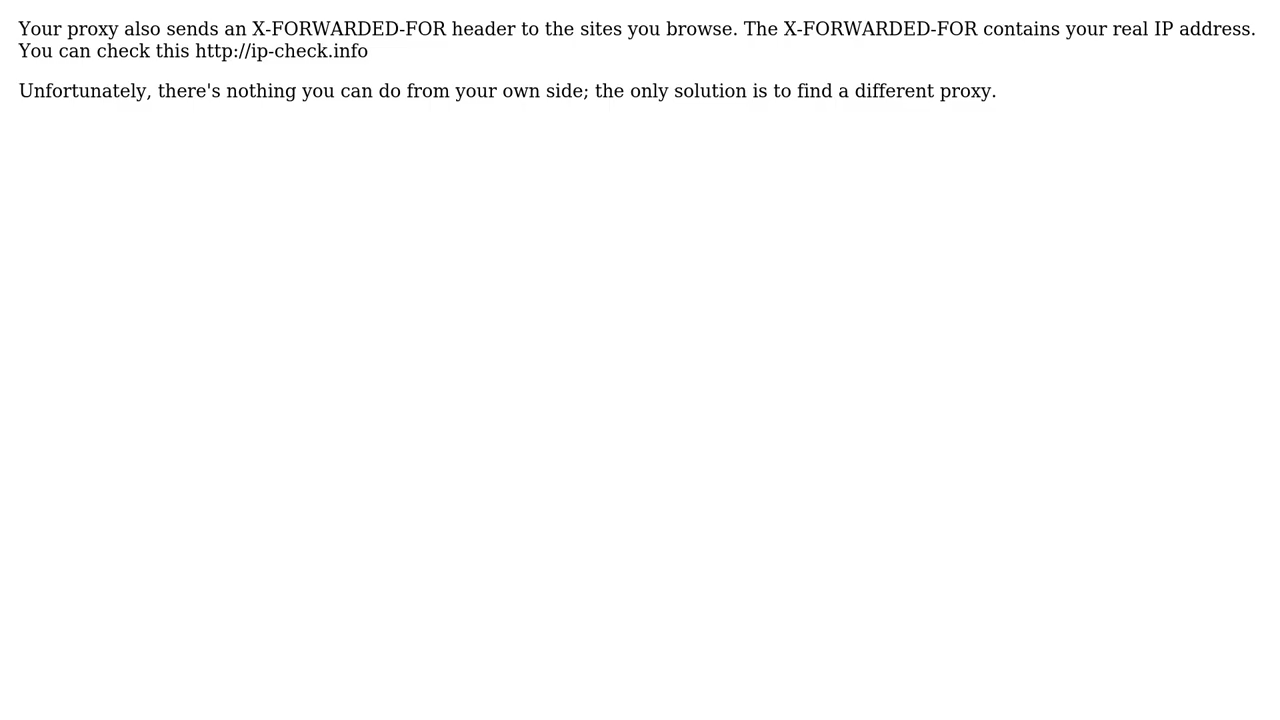 Your proxy also sends an X-FORWARDED-FOR header to the sites you browse. The X-FORWARDED-FOR contains your real IP address.
You can check this http://ip-check.info
Unfortunately, there's nothing you can do from your own side; the only solution is to find a different proxy.